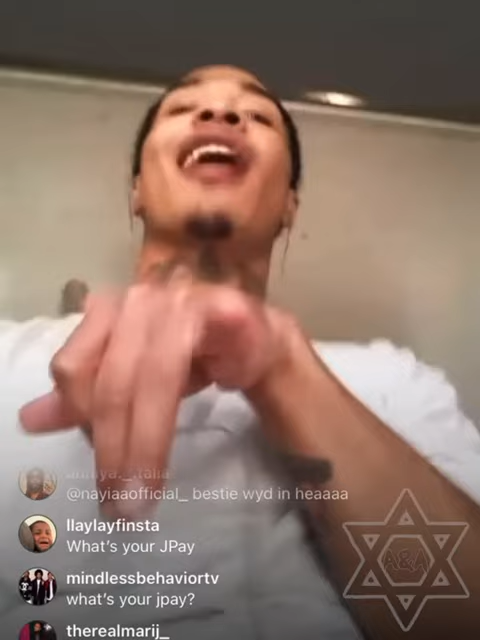 @nayiaaofficial_ bestie wyd in heaaaa
llaylayfinsta
What's your JPay
mindlessbehaviortv
what's your jpay?
therealmarij_
A&A